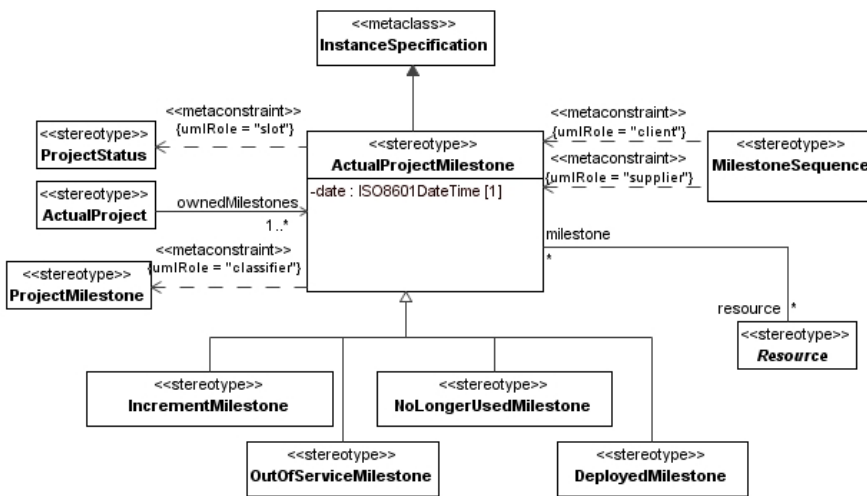 <<metaclass>>
InstanceSpecification
<<metaconstraint>>
{umlRole = "slot"}
<<stereotype>>
ProjectStatus
<<stereotype>>
ActualProject
ownedMilestones
1..*
<<metaconstraint>>
{umlRole = "classifier"}
<<stereotype>>
ProjectMilestone
<<stereotype>>
ActualProjectMilestone
-date : ISO8601DateTime [1]
<<metaconstraint>>
{umlRole = "client"}
<<metaconstraint>>
{umlRole = "supplier"}
<<stereotype>>
MilestoneSequence
milestone
*
resource
*
<<stereotype>>
Resource
<<stereotype>>
IncrementMilestone
<<stereotype>>
NoLongerUsedMilestone
<<stereotype>>
OutOfServiceMilestone
<<stereotype>>
DeployedMilestone